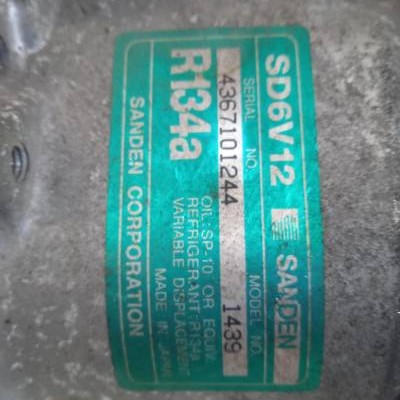 SD6V12 SANDEN
SERIAL NO. MODEL NO.
4367101244 1439
R134a
OIL: SP-10 OR EQUIV.
REFRIGERANT: R134a
VARIABLE DISPLACEMENT
MADE IN JAPAN
SANDEN CORPORATION